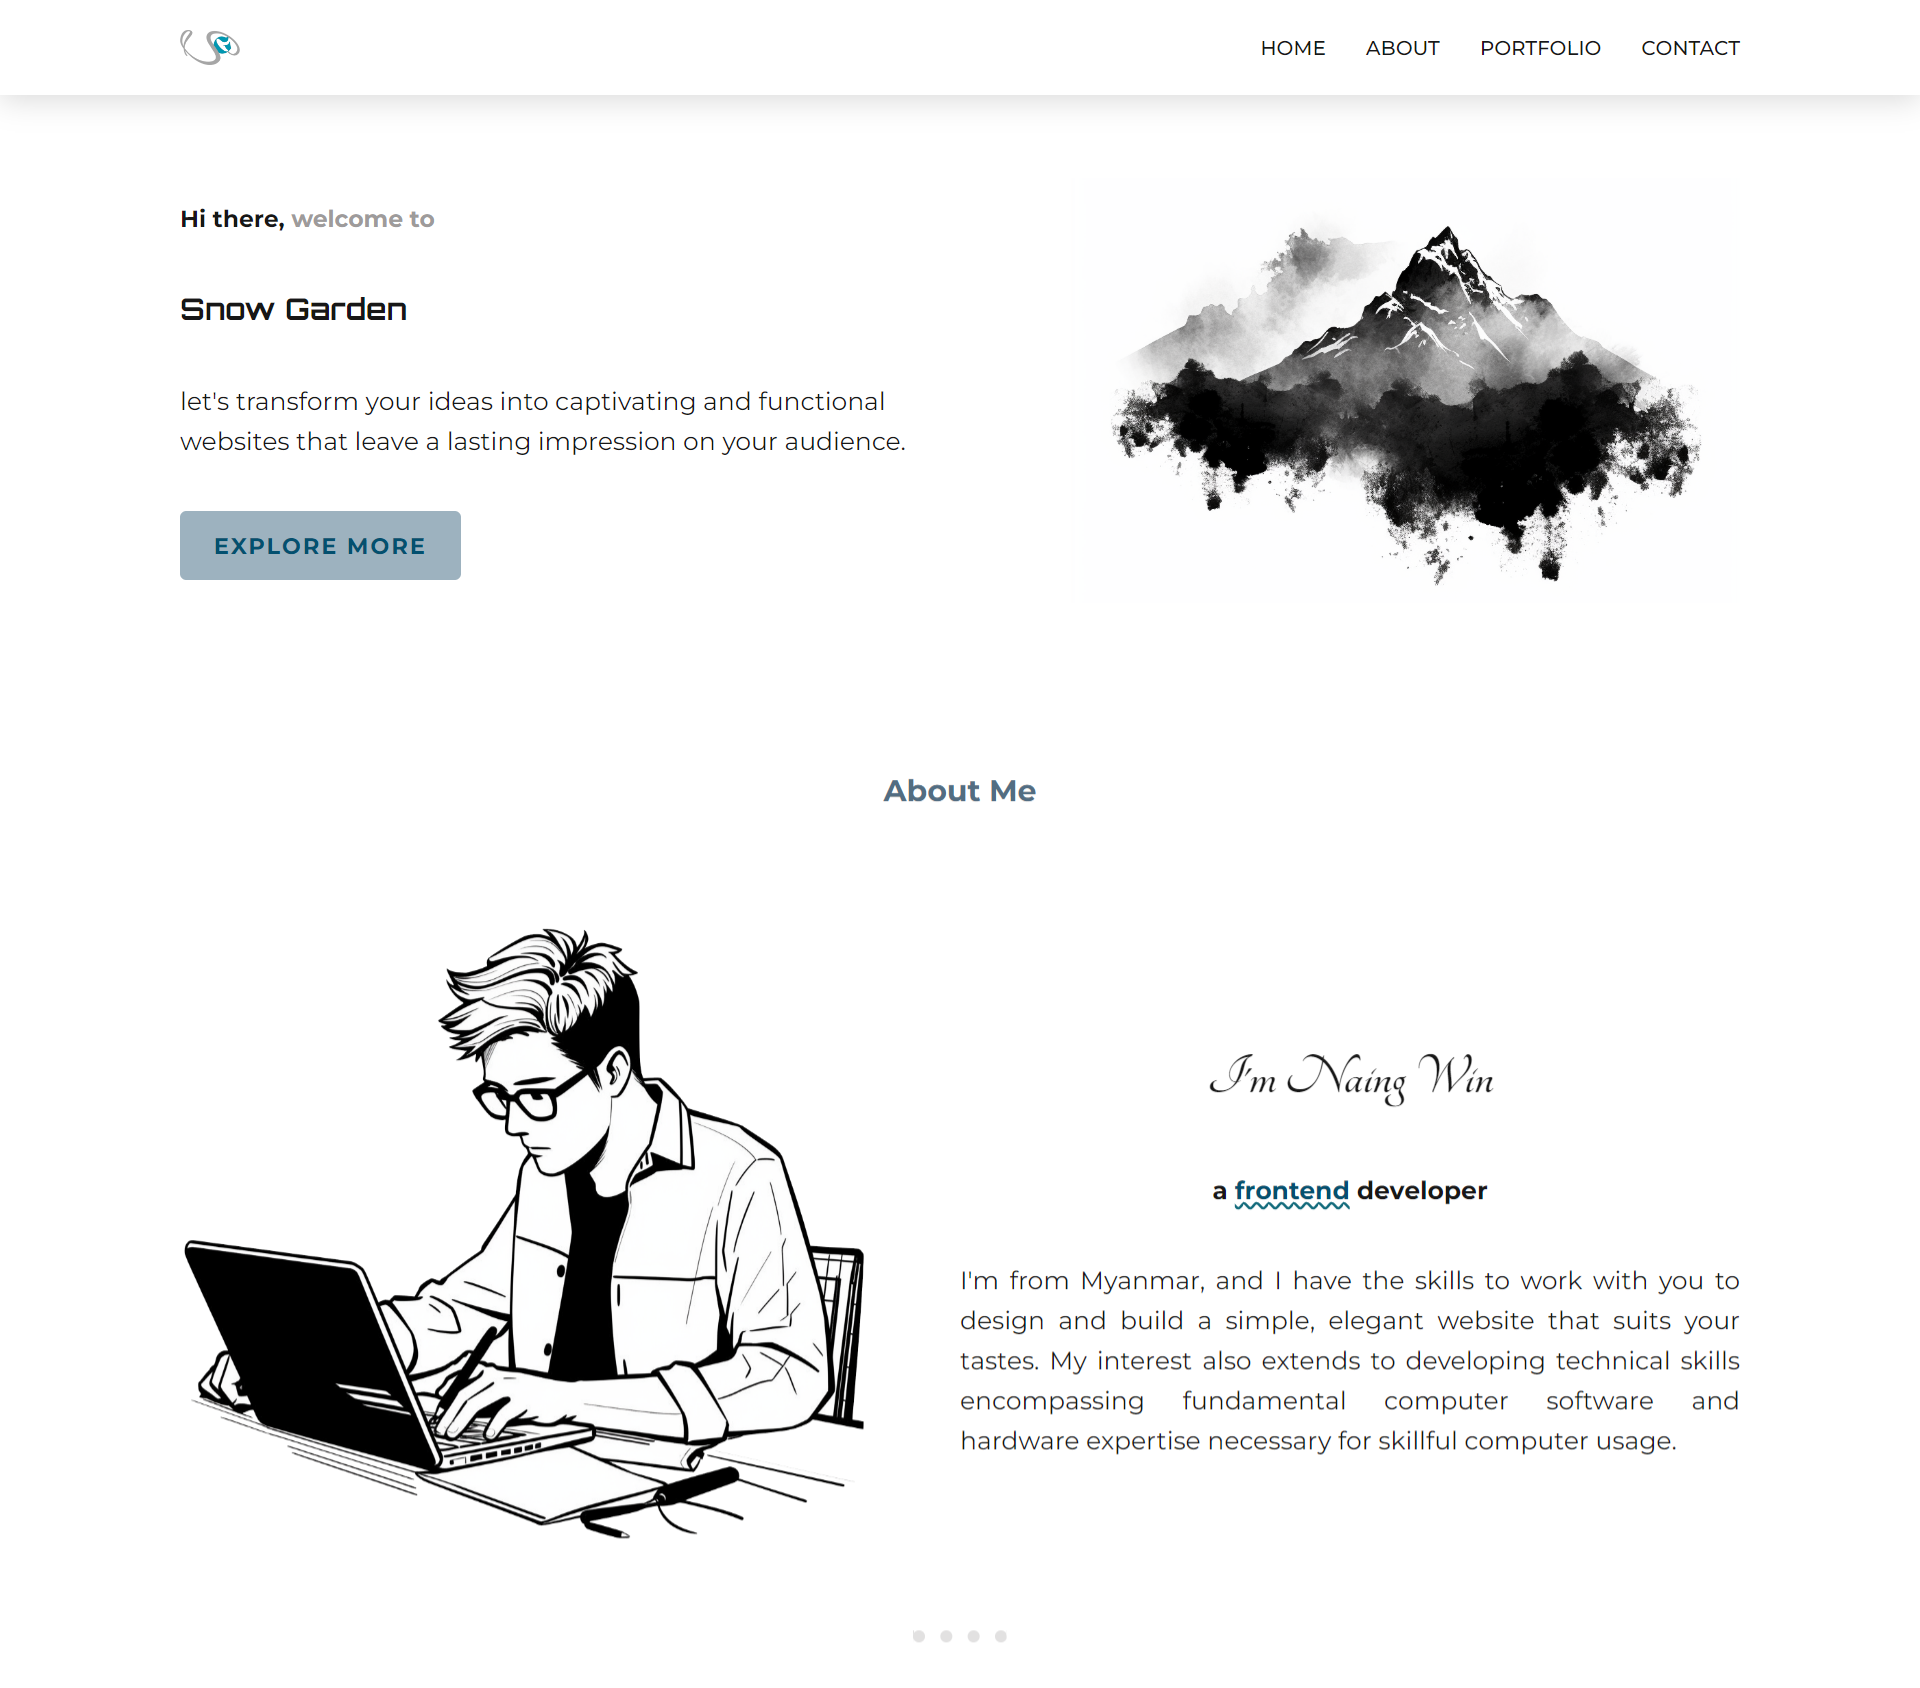 HOME ABOUT PORTFOLIO CONTACT
Hi there, welcome to
Snow Garden
let's transform your ideas into captivating and functional
websites that leave a lasting impression on your audience.
EXPLORE MORE
About Me
I'm Naing Win
a frontend developer
I'm from Myanmar, and I have the skills to work with you to
design and build a simple, elegant website that suits your
tastes. My interest also extends to developing technical skills
encompassing fundamental computer software and
hardware expertise necessary for skillful computer usage.